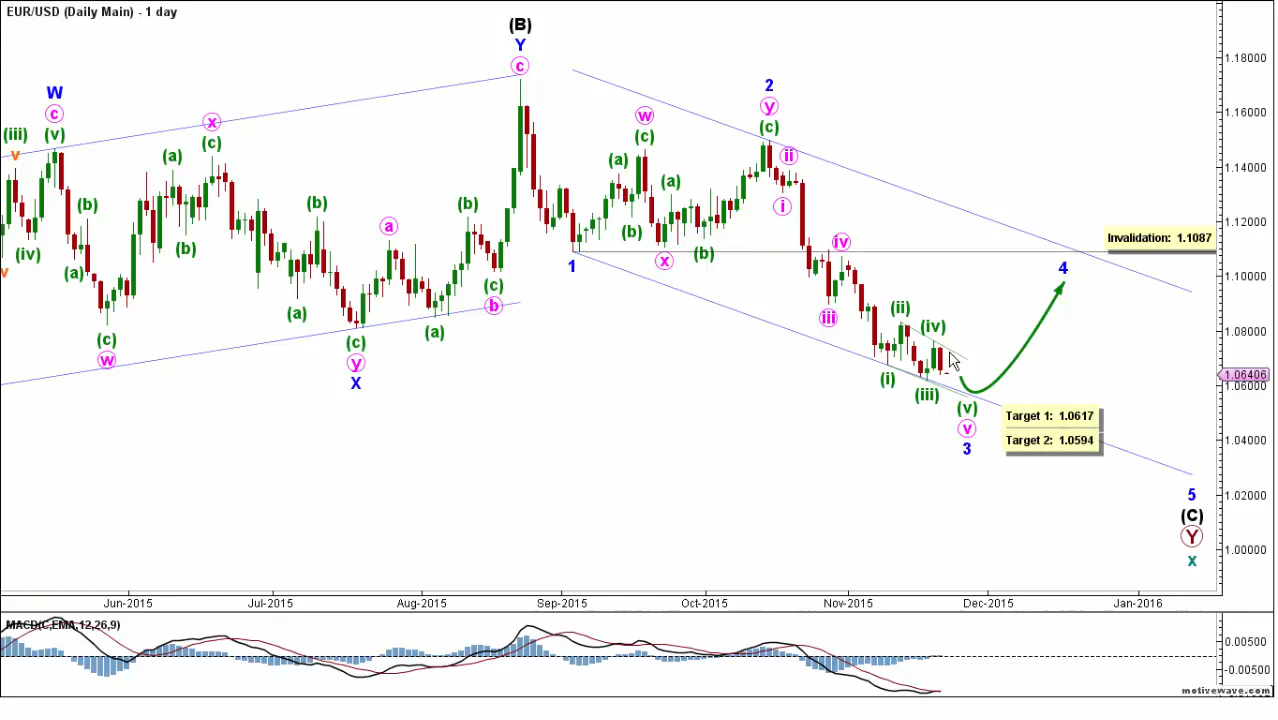 EUR/USD (Daily Main) - 1 day
(B)
Y
c
W
c
(iii) (v)
v
x
(c)
(a)
(b)
(iv)
(a)
v
(b)
(c)
w
(b)
(a)
(c)
y
X
a
(b)
(a)
(c)
b
1
w
(c)
(a)
(a)
(b)
x
(b)
2
y
(c)
ii
i
iv
iii
(ii)
(iv)
(i)
(iii)
(v)
v
3
4
Invalidation: 1.1087
Target 1: 1.0617
Target 2: 1.0594
5
(C)
Y
x
1.18000
1.16000
1.14000
1.12000
1.10000
1.08000
1.06406
1.06000
1.04000
1.02000
1.00000
Jun-2015 Jul-2015 Aug-2015 Sep-2015 Oct-2015 Nov-2015 Dec-2015 Jan-2016
MACD(C,EMA,12,26,9)
0.00500
-0.00500
motivewave.com